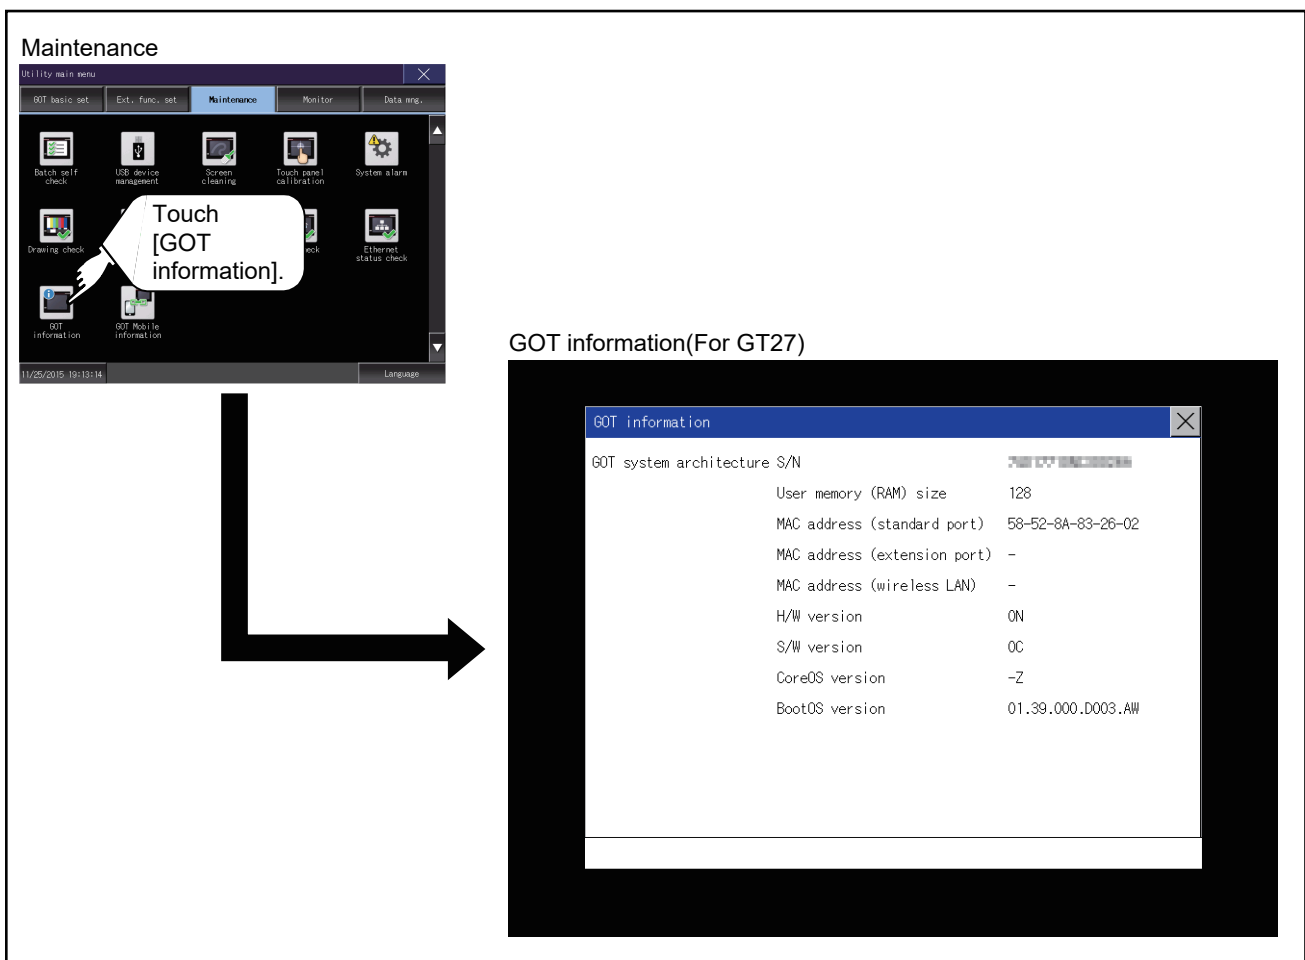 Maintenance
Utility main menu
GOT basic set
Ext. func. set
Maintenance
Monitor
Data mng.
Batch self
check
USB device
management
Screen
cleaning
Touch panel
calibration
System alarm
Drawing check
Touch
[GOT
information].
Ethernet
status check
GOT
information
GOT Mobile
information
11/25/2015 19:13:14
Language
GOT information(For GT27)
GOT information
GOT system architecture S/N
User memory (RAM) size 128
MAC address (standard port) 58-52-8A-83-26-02
MAC address (extension port) -
MAC address (wireless LAN) -
H/W version 0N
S/W version 0C
CoreOS version -Z
BootOS version 01.39.000.D003.AW